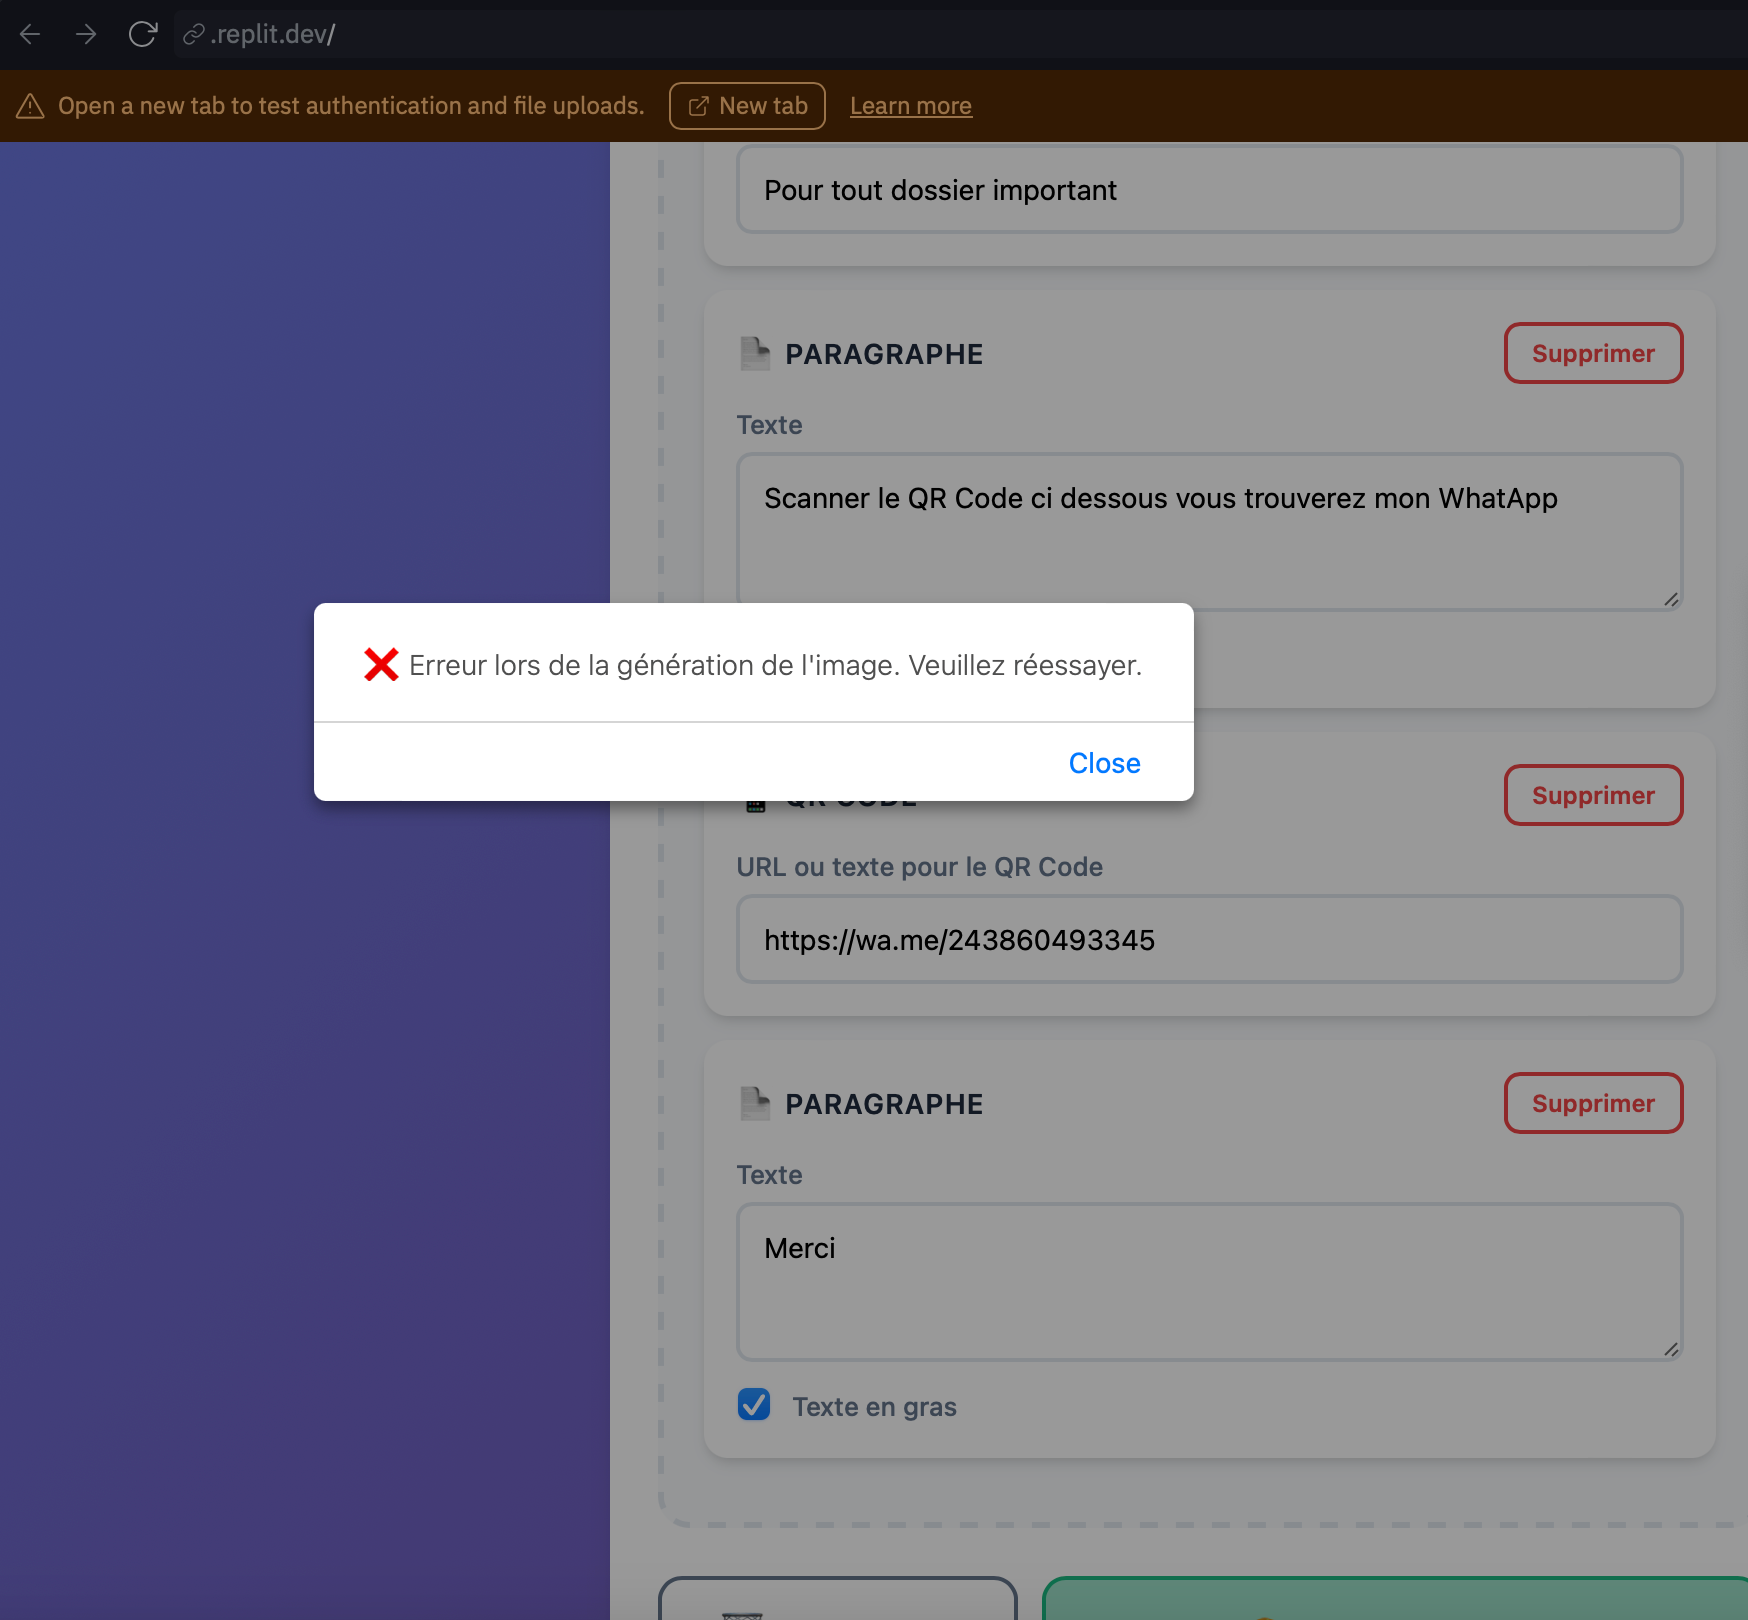 .replit.dev/
Open a new tab to test authentication and file uploads. New tab Learn more
Pour tout dossier important
PARAGRAPHE
Supprimer
Texte
Scanner le QR Code ci dessous vous trouverez mon WhatApp
❌ Erreur lors de la génération de l'image. Veuillez réessayer.
Close
QR CODE
Supprimer
URL ou texte pour le QR Code
https://wa.me/243860493345
PARAGRAPHE
Supprimer
Texte
Merci
Texte en gras